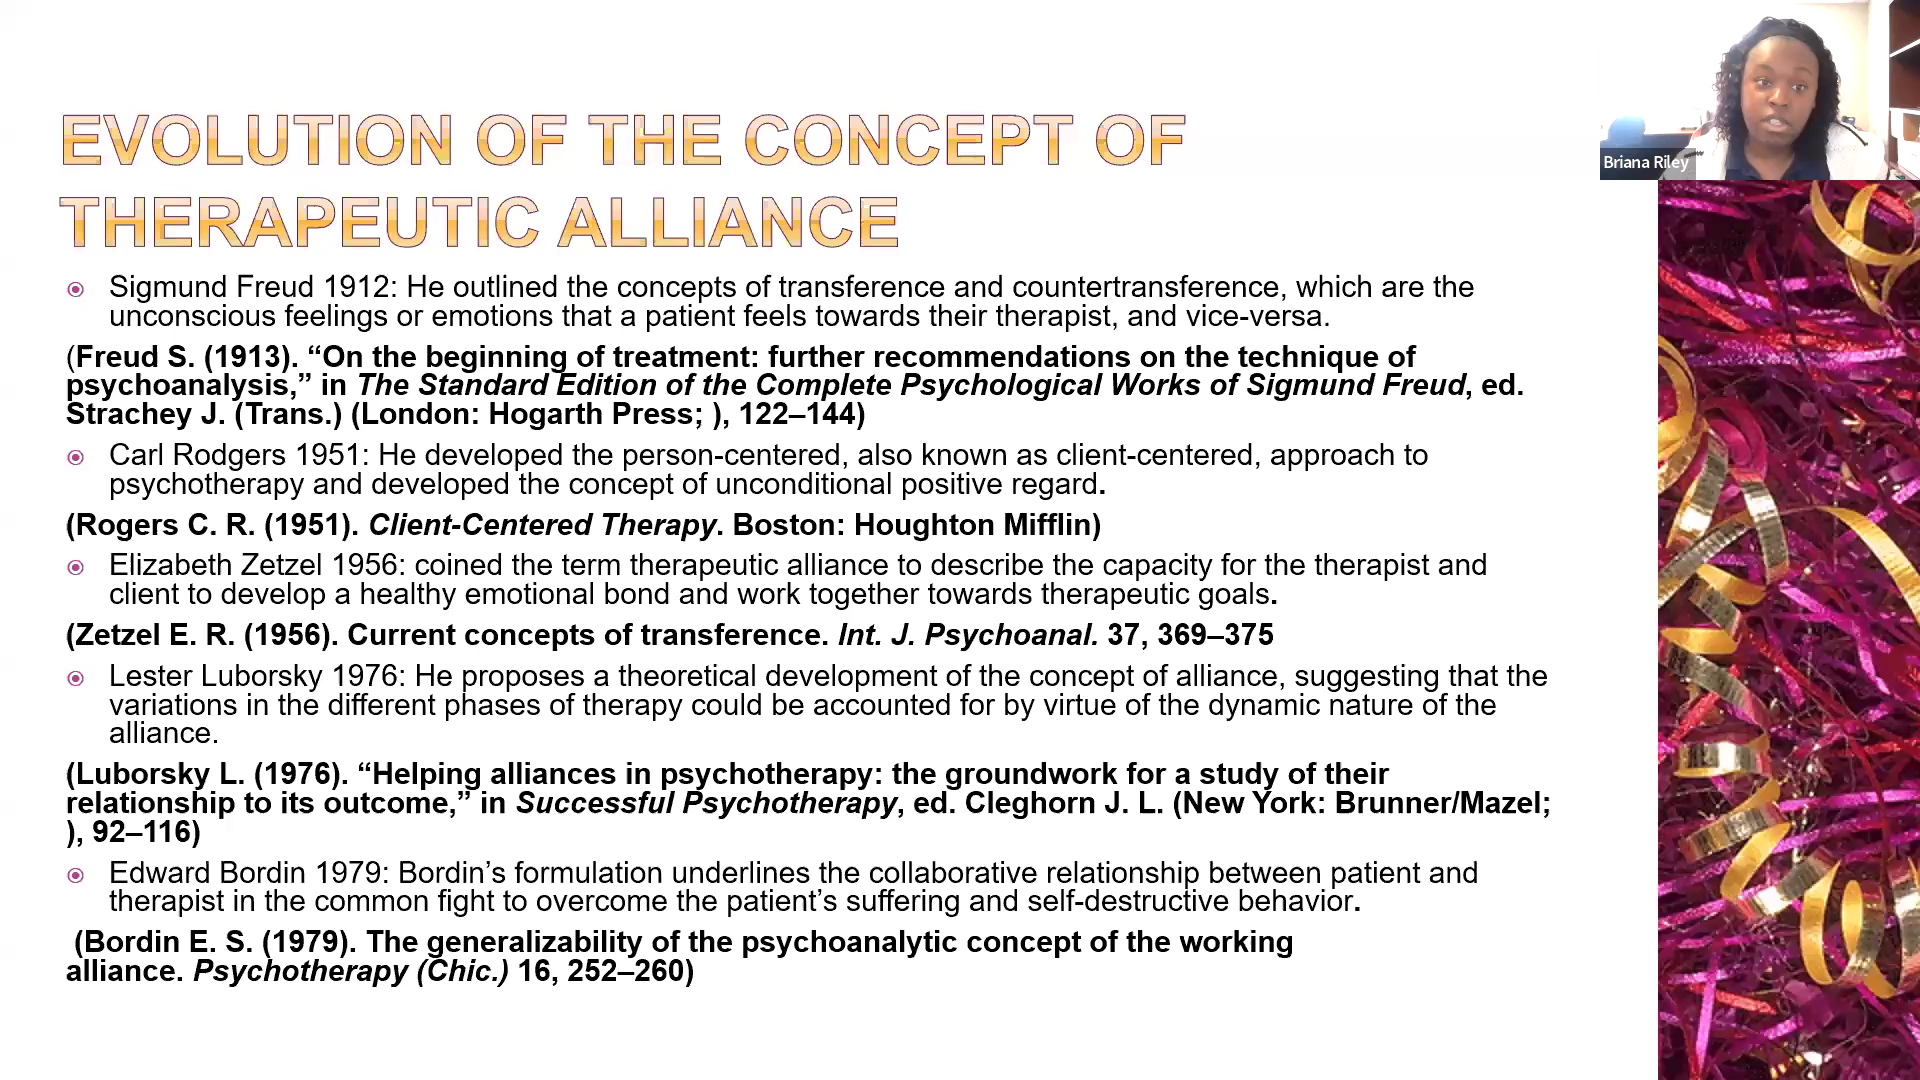 Briana Riley
EVOLUTION OF THE CONCEPT OF
THERAPEUTIC ALLIANCE
Sigmund Freud 1912: He outlined the concepts of transference and countertransference, which are the
unconscious feelings or emotions that a patient feels towards their therapist, and vice-versa.
(Freud S. (1913). “On the beginning of treatment: further recommendations on the technique of
psychoanalysis,” in The Standard Edition of the Complete Psychological Works of Sigmund Freud, ed.
Strachey J. (Trans.) (London: Hogarth Press; ), 122–144)
Carl Rodgers 1951: He developed the person-centered, also known as client-centered, approach to
psychotherapy and developed the concept of unconditional positive regard.
(Rogers C. R. (1951). Client-Centered Therapy. Boston: Houghton Mifflin)
Elizabeth Zetzel 1956: coined the term therapeutic alliance to describe the capacity for the therapist and
client to develop a healthy emotional bond and work together towards therapeutic goals.
(Zetzel E. R. (1956). Current concepts of transference. Int. J. Psychoanal. 37, 369–375
Lester Luborsky 1976: He proposes a theoretical development of the concept of alliance, suggesting that the
variations in the different phases of therapy could be accounted for by virtue of the dynamic nature of the
alliance.
(Luborsky L. (1976). “Helping alliances in psychotherapy: the groundwork for a study of their
relationship to its outcome,” in Successful Psychotherapy, ed. Cleghorn J. L. (New York: Brunner/Mazel;
), 92–116)
Edward Bordin 1979: Bordin’s formulation underlines the collaborative relationship between patient and
therapist in the common fight to overcome the patient’s suffering and self-destructive behavior.
(Bordin E. S. (1979). The generalizability of the psychoanalytic concept of the working
alliance. Psychotherapy (Chic.) 16, 252–260)